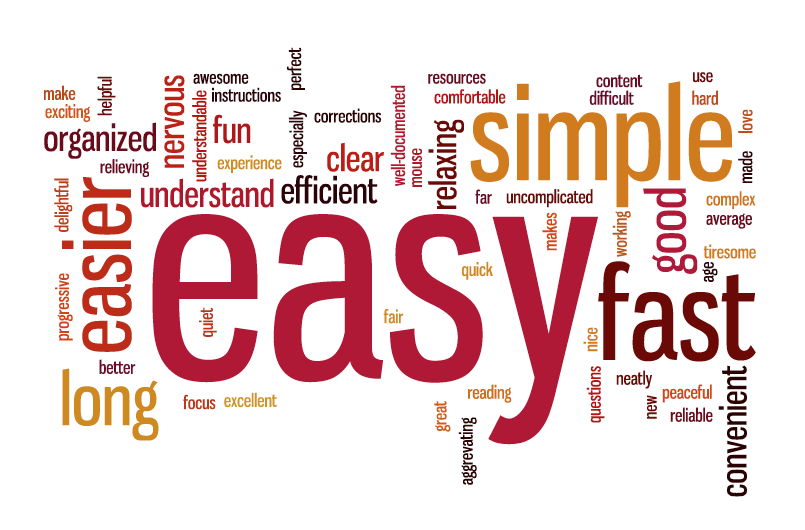 make
exciting
helpful
organized
relieving
nervous
awesome
understandable
instructions
fun
experience
perfect
especially
corrections
clear
well-documented
mouse
resources
comfortable
relaxing
simple
content
difficult
use
hard
love
made
delightful
easier
understand
efficient
far
uncomplicated
good
complex
average
tiresome
age
working
makes
easy
quick
quiet
fair
progressive
better
long
focus
excellent
fast
nice
reading
great
aggrevating
questions
neatly
new
peaceful
reliable
convenient